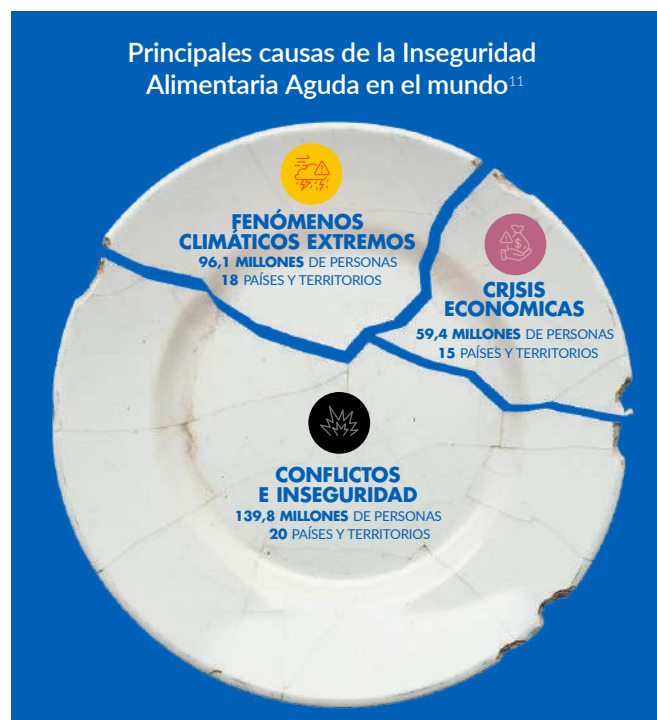 Principales causas de la Inseguridad
Alimentaria Aguda en el mundo11
FENÓMENOS
CLIMÁTICOS EXTREMOS
96,1 MILLONES DE PERSONAS
18 PAÍSES Y TERRITORIOS
CRISIS
ECONÓMICAS
59,4 MILLONES DE PERSONAS
15 PAÍSES Y TERRITORIOS
CONFLICTOS
E INSEGURIDAD
139,8 MILLONES DE PERSONAS
20 PAÍSES Y TERRITORIOS